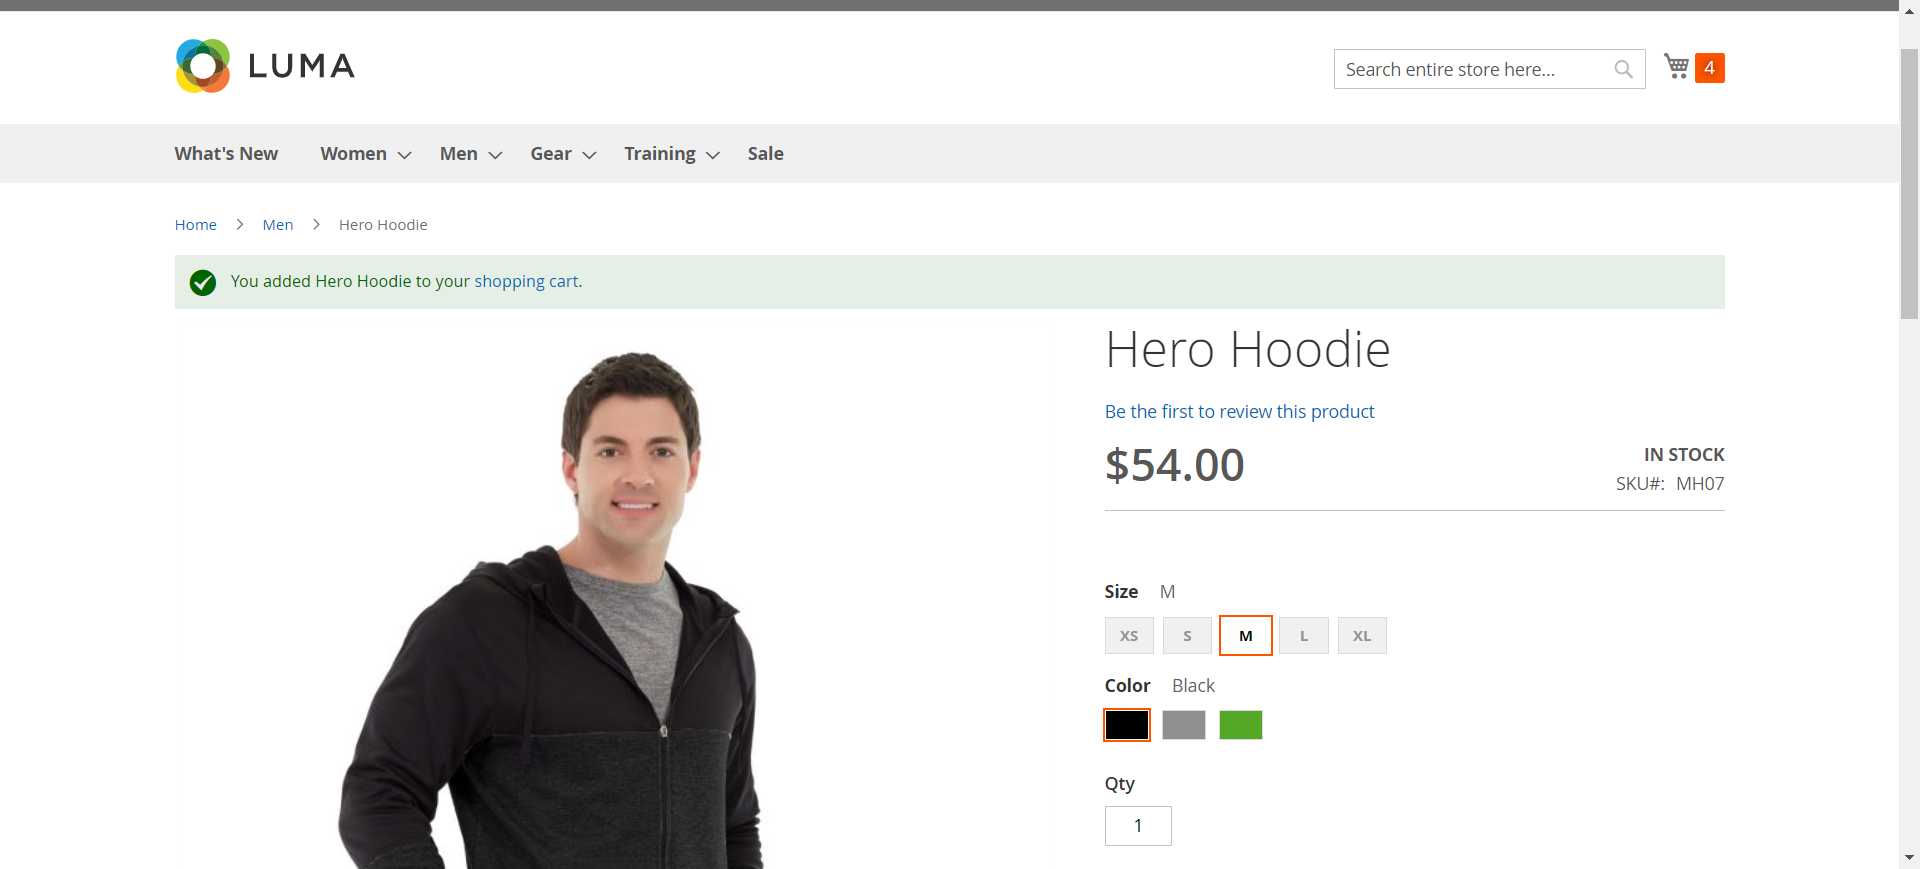 LUMA
Search entire store here...
4
What's New Women Men Gear Training Sale
Home Men Hero Hoodie
You added Hero Hoodie to your shopping cart.
Hero Hoodie
Be the first to review this product
$54.00
IN STOCK
SKU#: MH07
Size M
XS S M L XL
Color Black
Qty
1